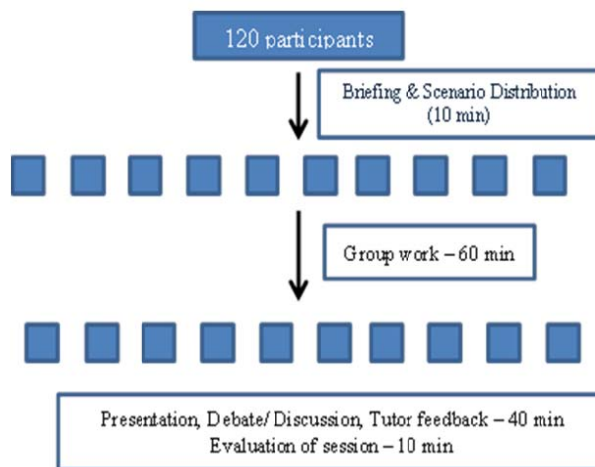 120 participants
Briefing & Scenario Distribution
(10 min)
Group work – 60 min
Presentation, Debate/ Discussion, Tutor feedback – 40 min
Evaluation of session – 10 min